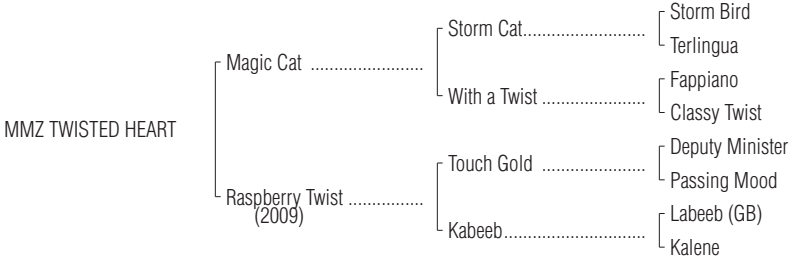 Storm Bird
Storm Cat..........................
Terlingua
Magic Cat ........................
Fappiano
With a Twist ......................
Classy Twist
MMZ TWISTED HEART
Deputy Minister
Touch Gold ......................
Passing Mood
Raspberry Twist ................
(2009)
Labeeb (GB)
Kabeeb..............................
Kalene